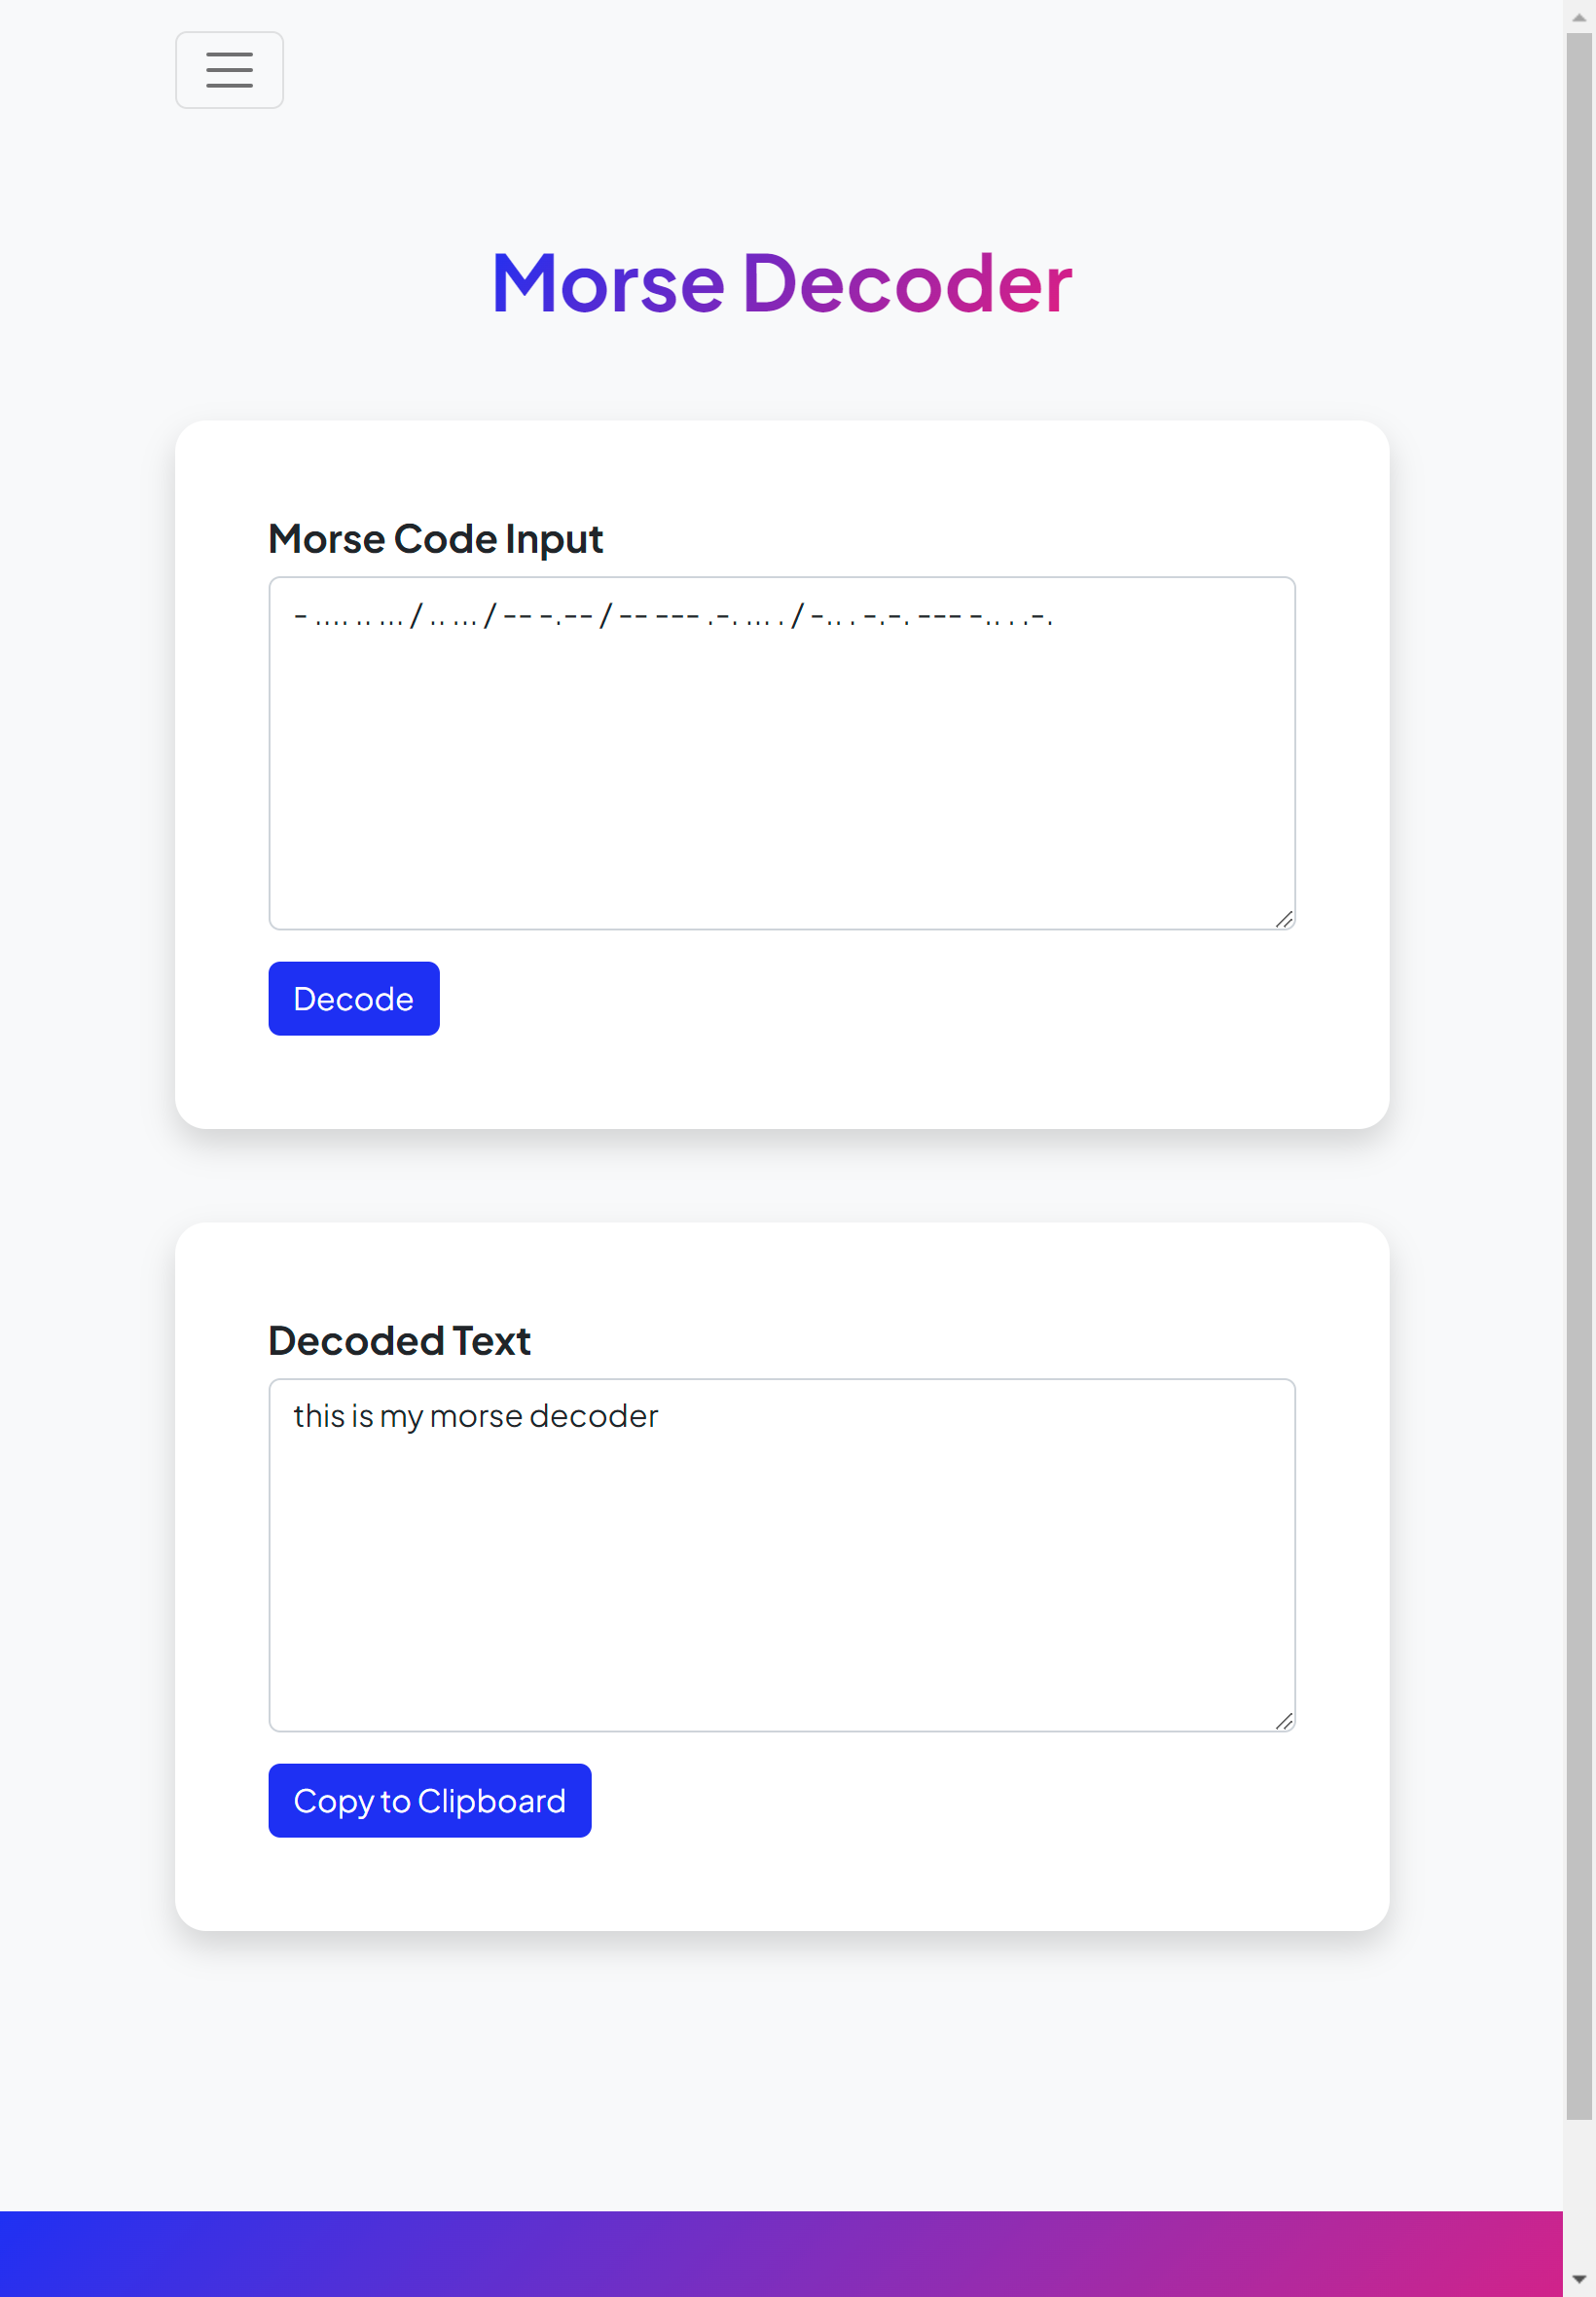 Morse Decoder
Morse Code Input
- .... .. ... / .. ... / -- -.-- / -- --- .-. ... . / -.. . -.-. --- -.. . .-.
Decode
Decoded Text
this is my morse decoder
Copy to Clipboard